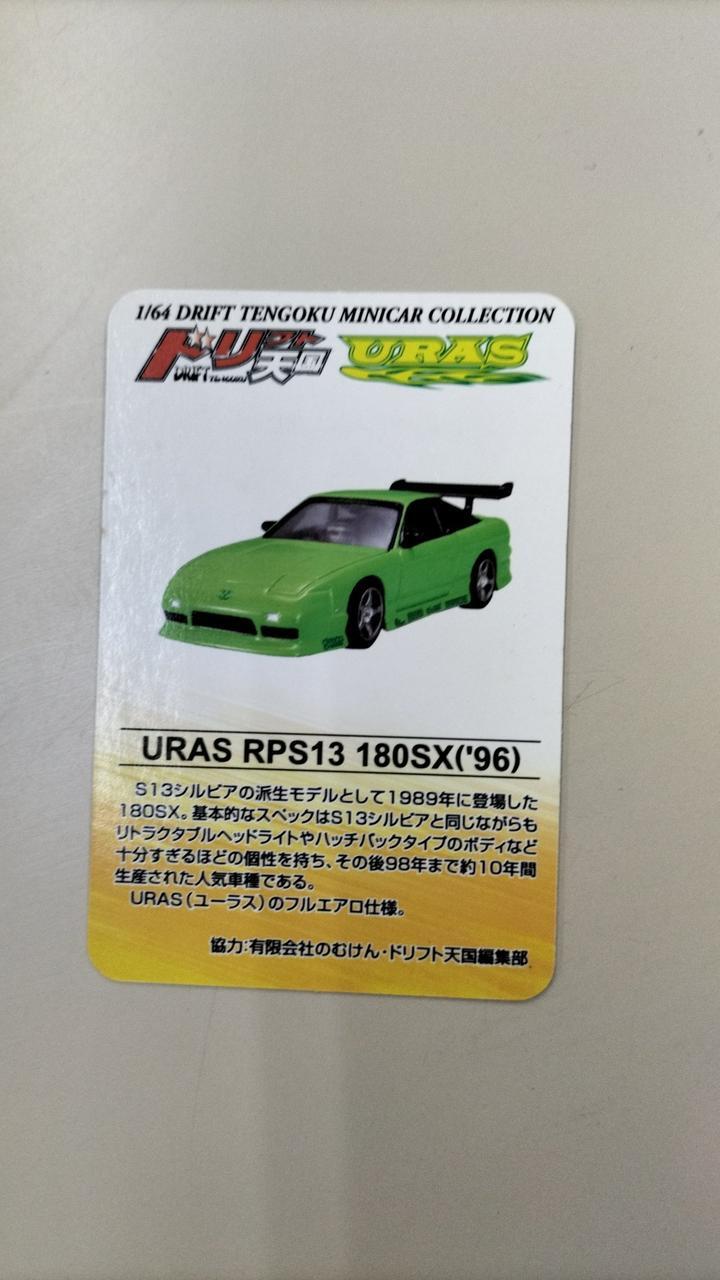 1/64 DRIFT TENGOKU MINICAR COLLECTION
ドリフト天国
DRIFT TENGOKU
URAS
URAS RPS13 180SX('96)
S13シルビアの派生モデルとして1989年に登場した
180SX。基本的なスペックはS13シルビアと同じながらも
リトラクタブルヘッドライトやハッチバックタイプのボディなど
十分すぎるほどの個性を持ち、その後98年まで約10年間
生産された人気車種である。
URAS(ユーラス)のフルエアロ仕様。
協力:有限会社のむけん・ドリフト天国編集部